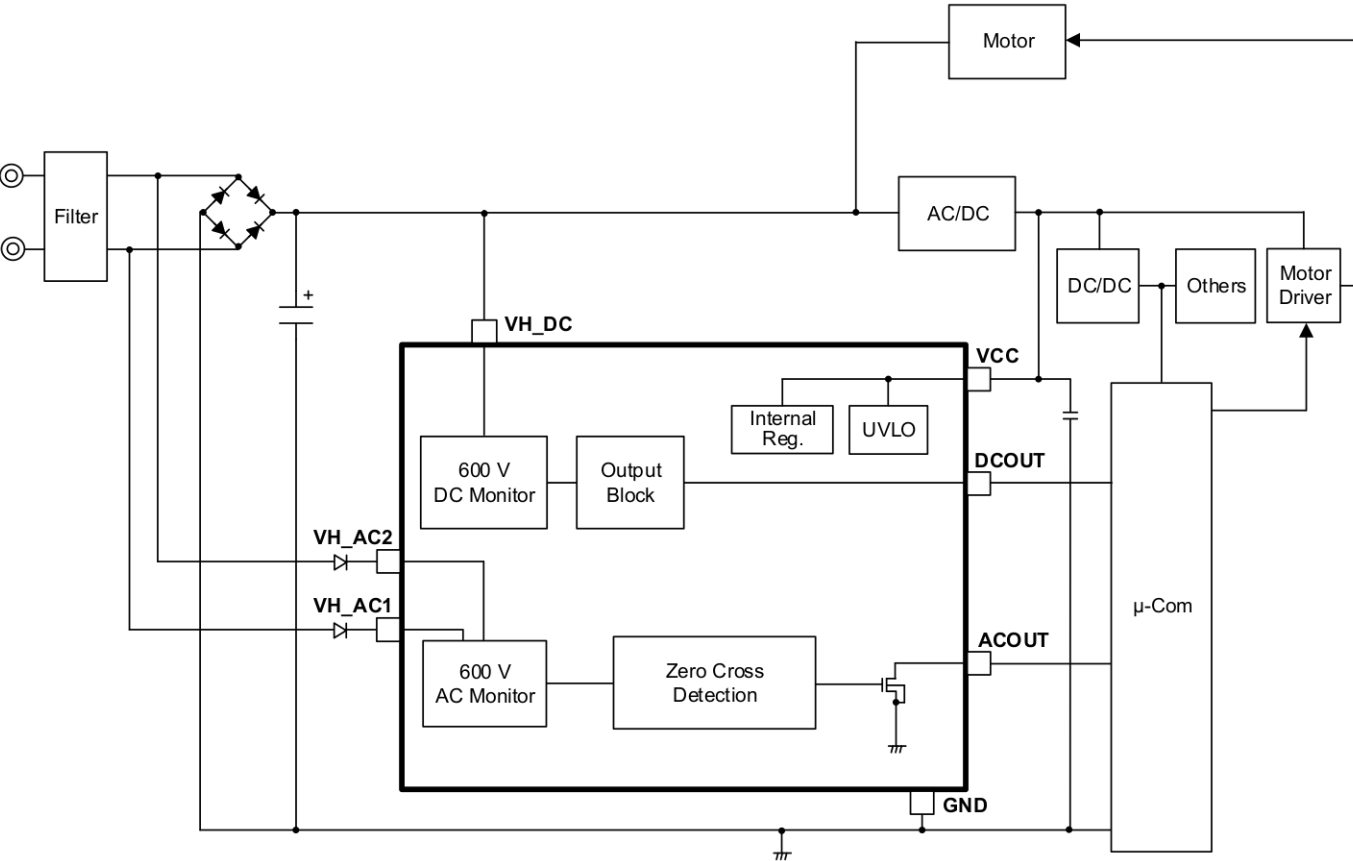 Motor
Filter
AC/DC
DC/DC
Others
Motor
Driver
+
VH_DC
VCC
Internal
Reg.
UVLO
600 V
DC Monitor
Output
Block
DCOUT
VH_AC2
VH_AC1
μ-Com
600 V
AC Monitor
Zero Cross
Detection
ACOUT
GND